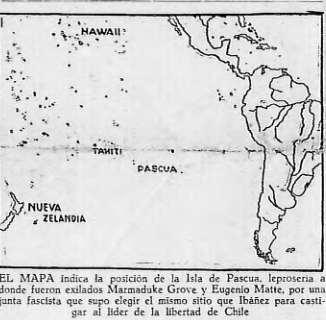 HAWAII
TAHITI
PASCUA.
NUEVA
ZELANDIA
EL MAPA indica la posición de la Isla de Pascua, leprosería a
donde fueron exilados Marmaduke Grove y Eugenio Matte, por una
junta fascista que supo elegir el mismo sitio que Ibáñez para casti-
gar al líder de la libertad de Chile